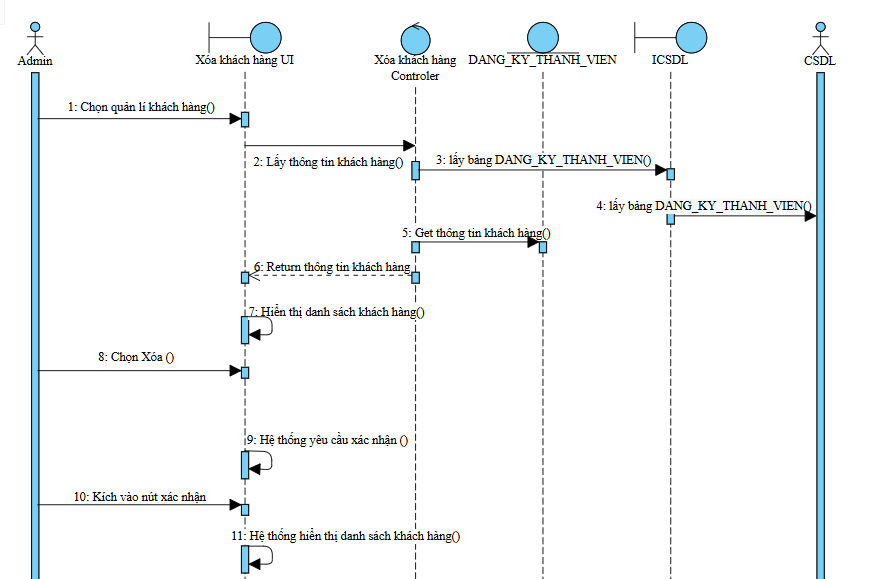 Admin
Xóa khách hàng UI
Xóa khách hàng
Controler
DANG_KY_THANH_VIEN
ICSDL
CSDL
1: Chọn quản lí khách hàng()
2: Lấy thông tin khách hàng()
3: lấy bảng DANG_KY_THANH_VIEN()
4: lấy bảng DANG_KY_THANH_VIEN()
5: Get thông tin khách hàng()
6: Return thông tin khách hàng
7: Hiển thị danh sách khách hàng()
8: Chọn Xóa ()
9: Hệ thống yêu cầu xác nhận ()
10: Kích vào nút xác nhận
11: Hệ thống hiển thị danh sách khách hàng()